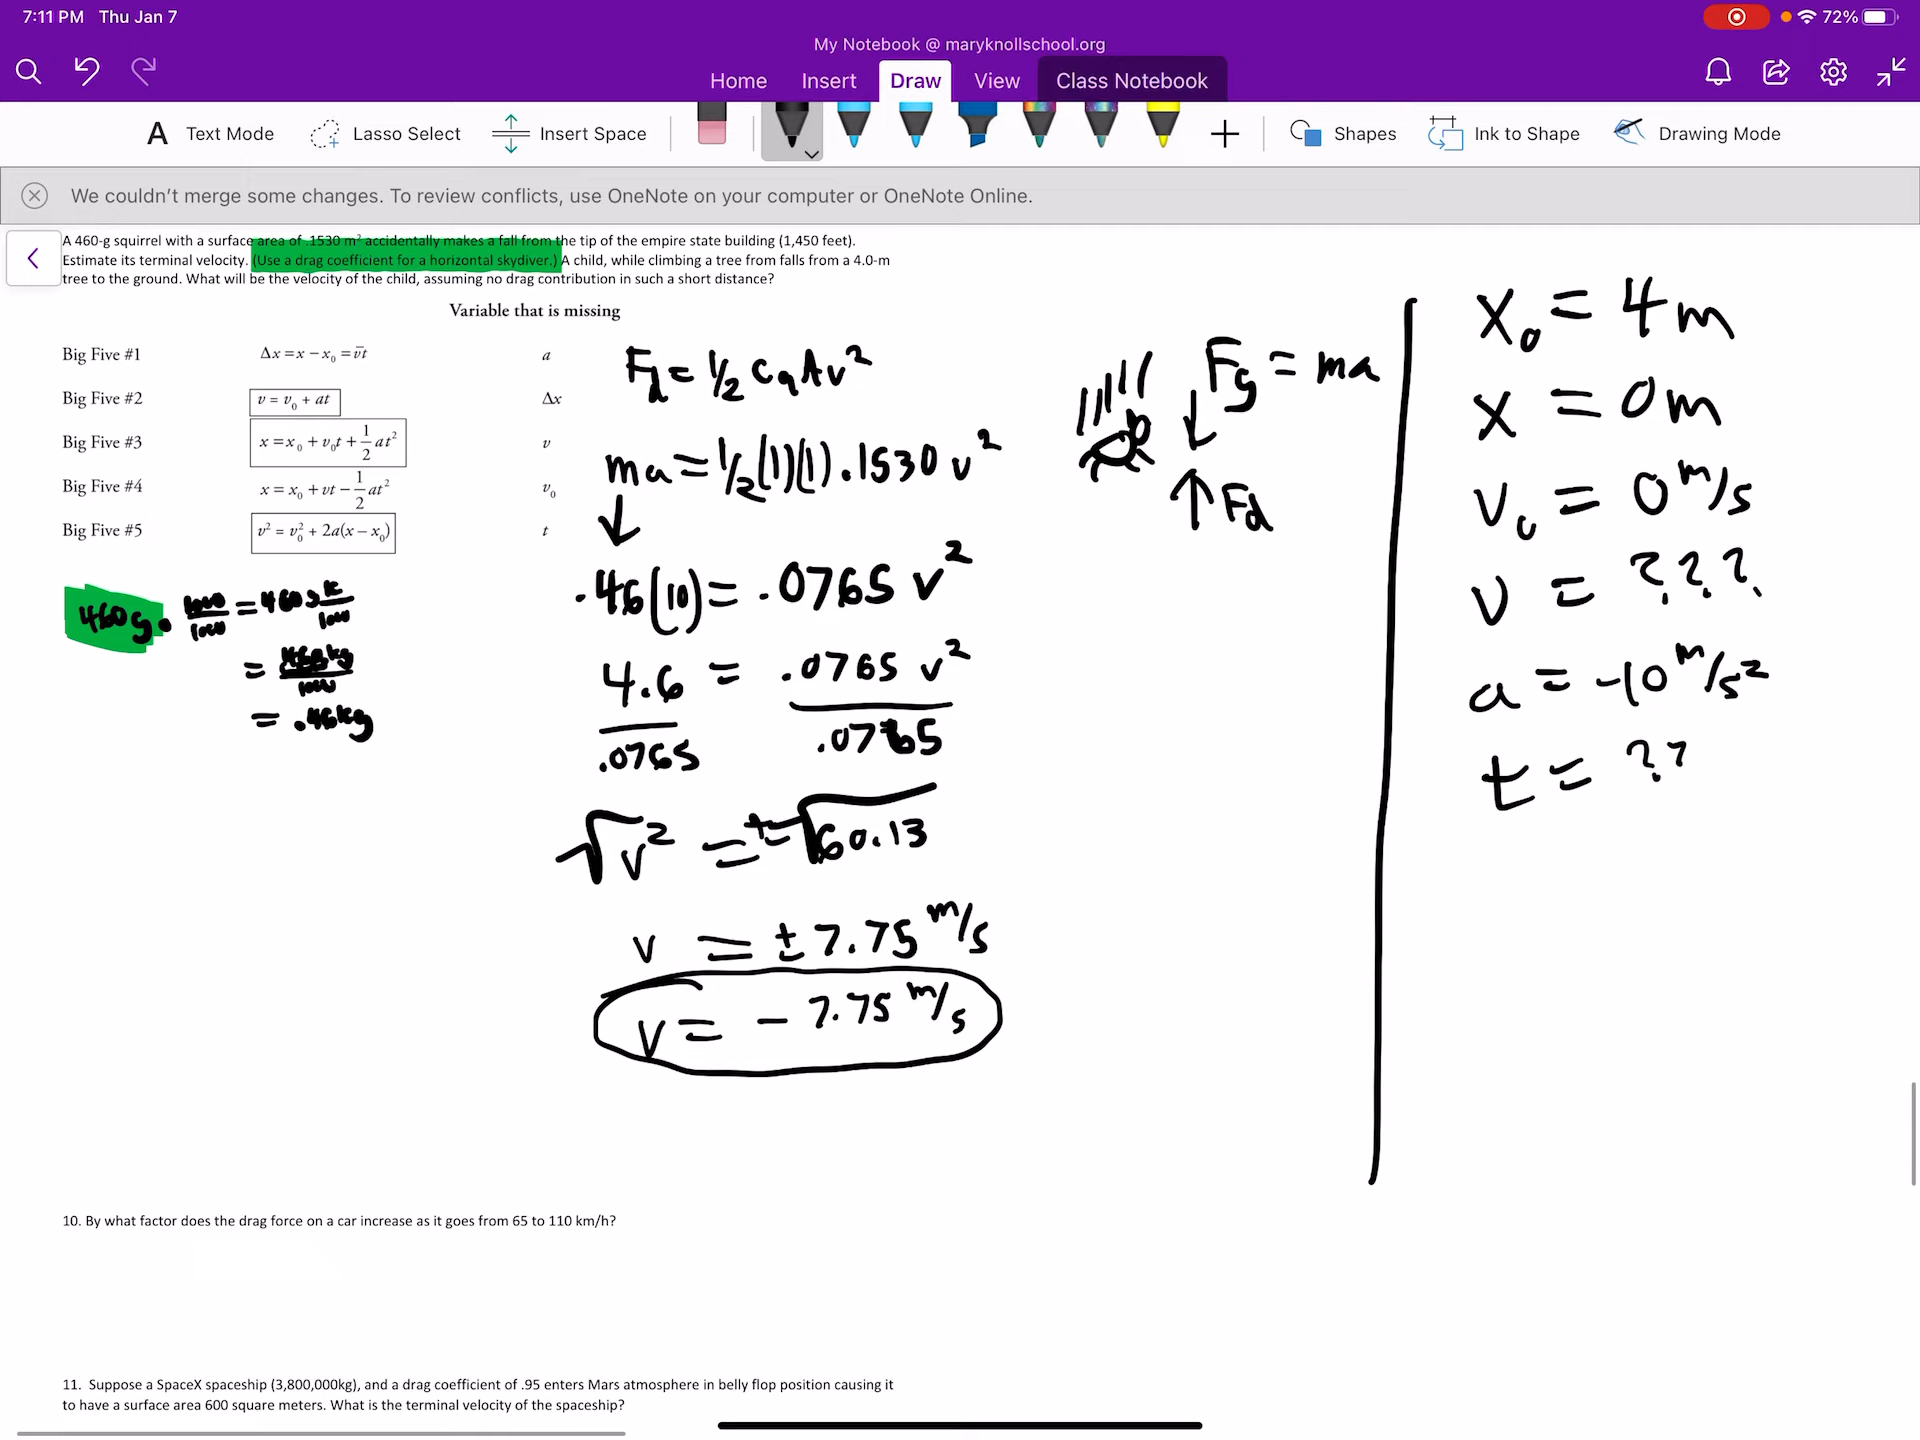 7:11 PM Thu Jan 7
72%
My Notebook @ maryknollschool.org
Home Insert Draw View Class Notebook
A Text Mode Lasso Select Insert Space Shapes Ink to Shape Drawing Mode
We couldn't merge some changes. To review conflicts, use OneNote on your computer or OneNote Online.
A 460-g squirrel with a surface area of .1530 m² accidentally makes a fall from the tip of the empire state building (1,450 feet).
Estimate its terminal velocity. (Use a drag coefficient for a horizontal skydiver.) A child, while climbing a tree from falls from a 4.0-m
tree to the ground. What will be the velocity of the child, assuming no drag contribution in such a short distance?
Variable that is missing
Big Five #1 Δx = x − x₀ = v̅t a
Big Five #2 v = v₀ + at Δx
Big Five #3 x = x₀ + v₀t + 1/2 at² v
Big Five #4 x = x₀ + vt − 1/2 at² v₀
Big Five #5 v² = v₀² + 2a(x − x₀) t
460g • 1000/1000 = 460g k/1000
= 460kg/1000
= .46kg
Fd = 1/2 C q A v²
ma = 1/2 (1)(1) .1530 v²
↓
.46(10) = .0765 v²
4.6/.0765 = .0765 v²/.0765
√v² = ±√60.13
v = ±7.75 m/s
v = −7.75 m/s
↓ Fg = ma
↑ Fd
x₀ = 4m
x = 0m
v₀ = 0 m/s
v = ???
a = −10 m/s²
t = ??
10. By what factor does the drag force on a car increase as it goes from 65 to 110 km/h?
11. Suppose a SpaceX spaceship (3,800,000kg), and a drag coefficient of .95 enters Mars atmosphere in belly flop position causing it
to have a surface area 600 square meters. What is the terminal velocity of the spaceship?